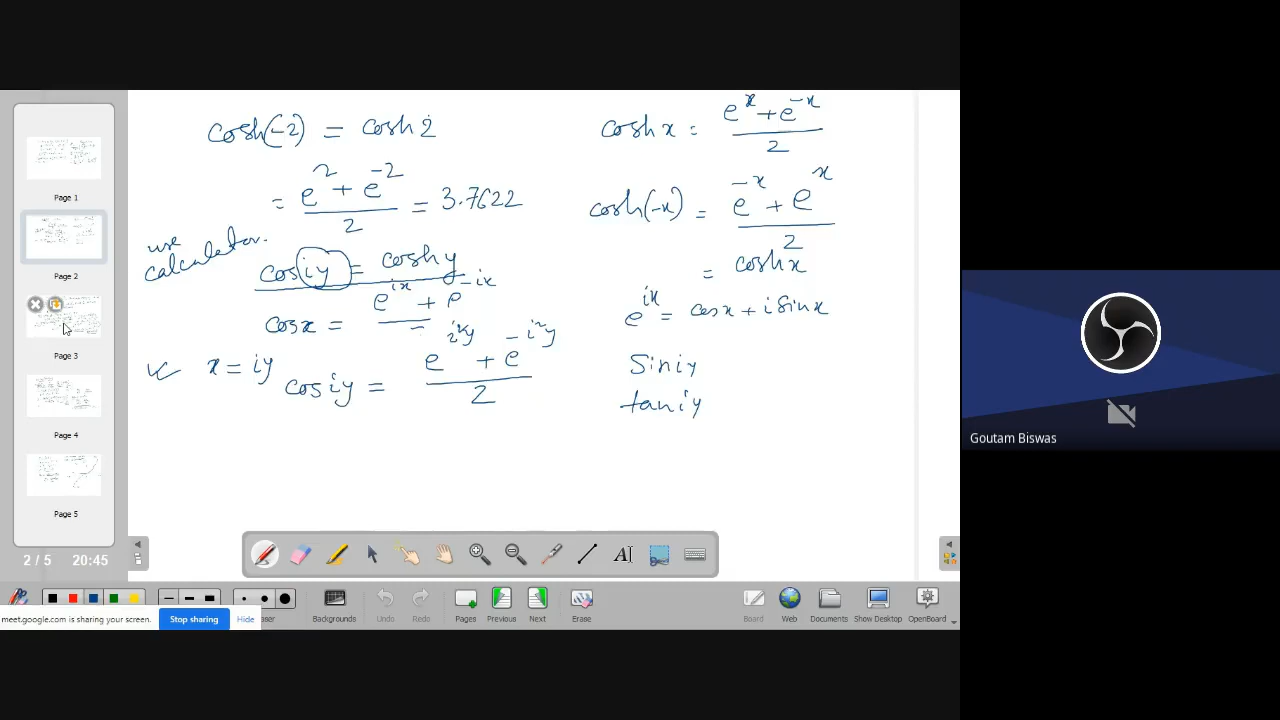 cosh(-2) = cosh 2
= (e^2 + e^-2)/2 = 3.7622
use calculator.
cos iy = cosh y
cos x = e^ix + e^-ix
x = iy
cos iy = (e^{i^2y} + e^{-i^2y})/2
cosh x = (e^x + e^-x)/2
cosh(-x) = (e^-x + e^x)/2
= cosh x
e^ix = cos x + i sin x
Sin iy
tan iy
Page 1
Page 2
Page 3
Page 4
Page 5
2 / 5 20:45
Goutam Biswas
meet.google.com is sharing your screen. Stop sharing Hide
aser
Backgrounds Undo Redo Pages Previous Next Erase
Board Web Documents Show Desktop OpenBoard